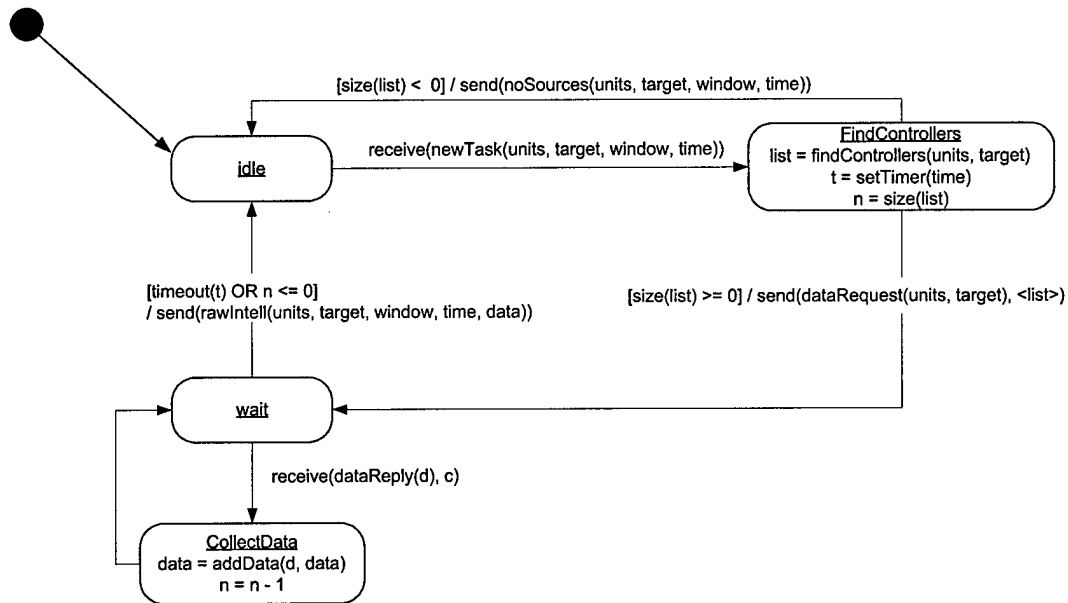 [size(list) < 0] / send(noSources(units, target, window, time))
idle
receive(newTask(units, target, window, time))
FindControllers
list = findControllers(units, target)
t = setTimer(time)
n = size(list)
[timeout(t) OR n <= 0]
/ send(rawIntell(units, target, window, time, data))
[size(list) >= 0] / send(dataRequest(units, target), <list>)
wait
receive(dataReply(d), c)
CollectData
data = addData(d, data)
n = n - 1